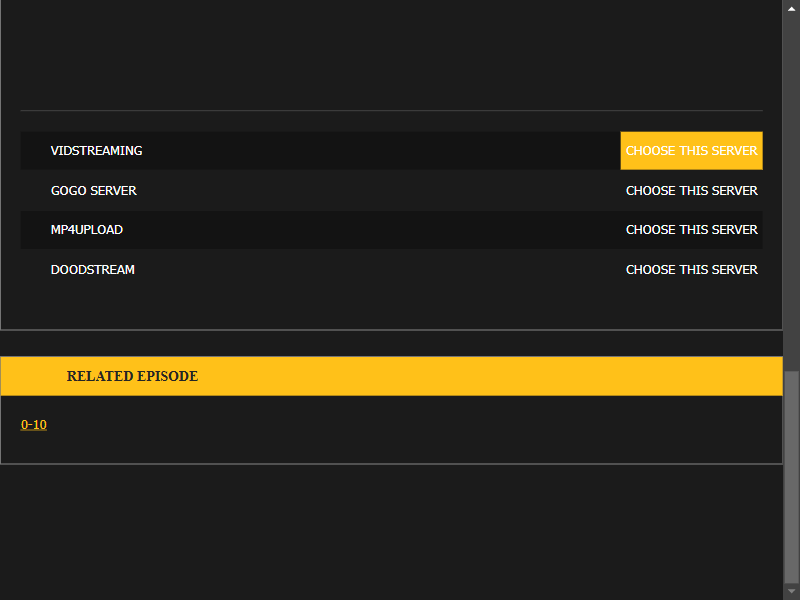 VIDSTREAMING CHOOSE THIS SERVER
GOGO SERVER CHOOSE THIS SERVER
MP4UPLOAD CHOOSE THIS SERVER
DOODSTREAM CHOOSE THIS SERVER
RELATED EPISODE
0-10